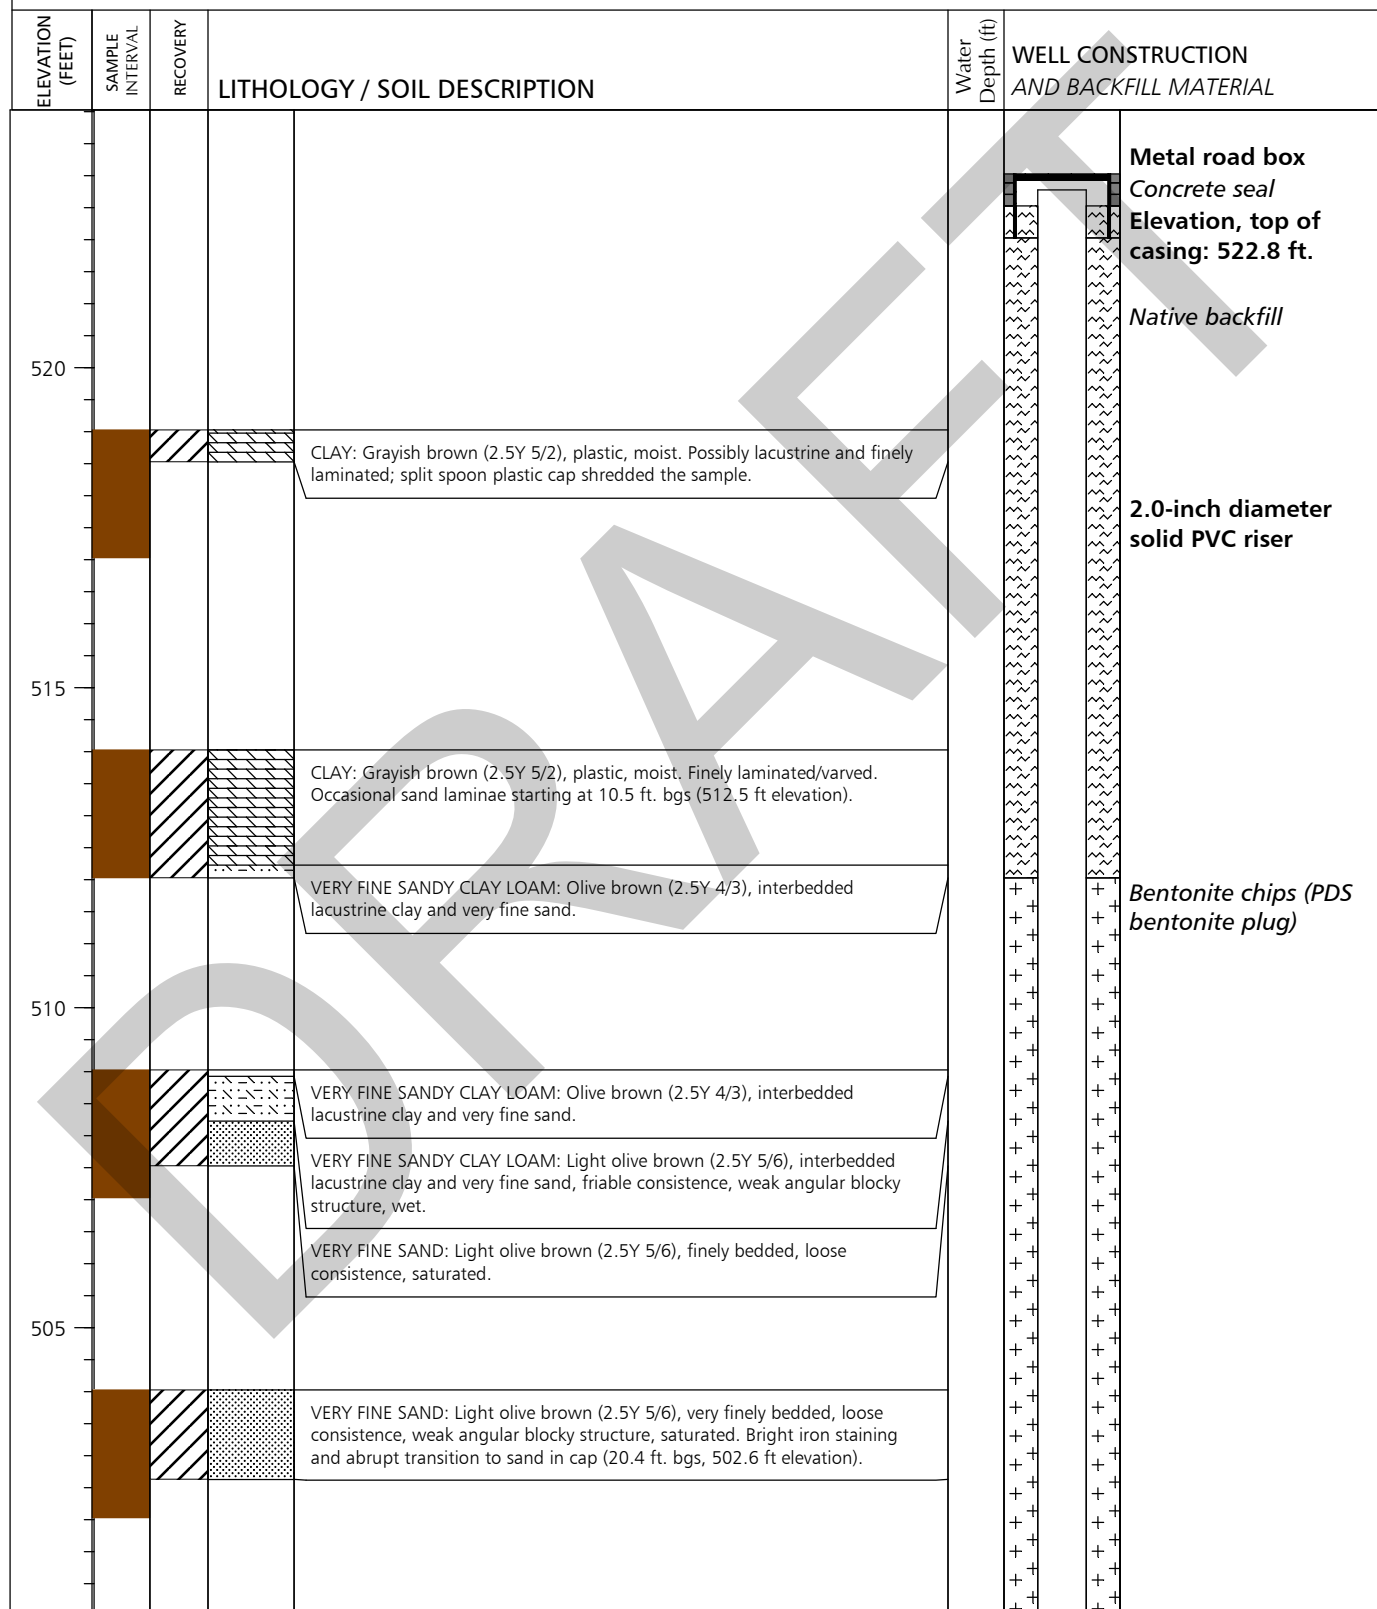 ELEVATION
(FEET)
SAMPLE
INTERVAL
RECOVERY
LITHOLOGY / SOIL DESCRIPTION
Water
Depth (ft)
WELL CONSTRUCTION
AND BACKFILL MATERIAL
Metal road box
Concrete seal
Elevation, top of
casing: 522.8 ft.
Native backfill
520
CLAY: Grayish brown (2.5Y 5/2), plastic, moist. Possibly lacustrine and finely
laminated; split spoon plastic cap shredded the sample.
2.0-inch diameter
solid PVC riser
515
CLAY: Grayish brown (2.5Y 5/2), plastic, moist. Finely laminated/varved.
Occasional sand laminae starting at 10.5 ft. bgs (512.5 ft elevation).
VERY FINE SANDY CLAY LOAM: Olive brown (2.5Y 4/3), interbedded
lacustrine clay and very fine sand.
Bentonite chips (PDS
bentonite plug)
510
VERY FINE SANDY CLAY LOAM: Olive brown (2.5Y 4/3), interbedded
lacustrine clay and very fine sand.
VERY FINE SANDY CLAY LOAM: Light olive brown (2.5Y 5/6), interbedded
lacustrine clay and very fine sand, friable consistence, weak angular blocky
structure, wet.
VERY FINE SAND: Light olive brown (2.5Y 5/6), finely bedded, loose
consistence, saturated.
505
VERY FINE SAND: Light olive brown (2.5Y 5/6), very finely bedded, loose
consistence, weak angular blocky structure, saturated. Bright iron staining
and abrupt transition to sand in cap (20.4 ft. bgs, 502.6 ft elevation).
DRAFT